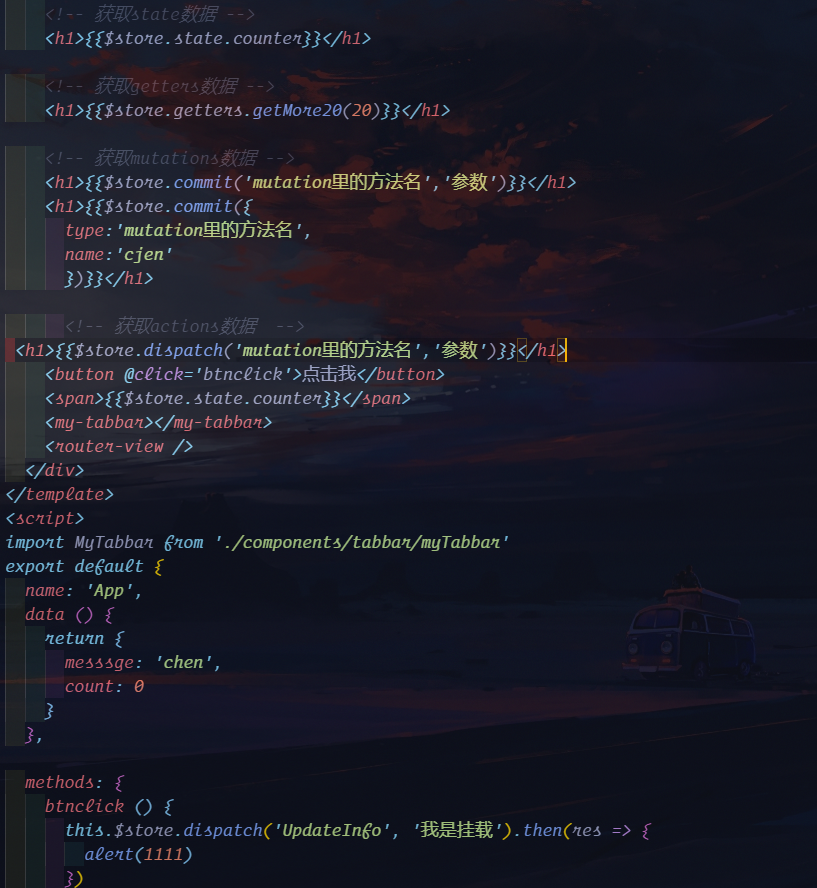 <!-- 获取state数据 -->
<h1>{{$store.state.counter}}</h1>
<!-- 获取getters数据 -->
<h1>{{$store.getters.getMore20(20)}}</h1>
<!-- 获取mutations数据 -->
<h1>{{$store.commit('mutation里的方法名','参数')}}</h1>
<h1>{{$store.commit({
type:'mutation里的方法名',
name:'cjen'
})}}</h1>
<!-- 获取actions数据  -->
<h1>{{$store.dispatch('mutation里的方法名','参数')}}</h1>
<button @click='btnclick'>点击我</button>
<span>{{$store.state.counter}}</span>
<my-tabbar></my-tabbar>
<router-view />
</div>
</template>
<script>
import MyTabbar from './components/tabbar/myTabbar'
export default {
name: 'App',
data () {
return {
messsge: 'chen',
count: 0
}
},
methods: {
btnclick () {
this.$store.dispatch('UpdateInfo', '我是挂载').then(res => {
alert(1111)
})